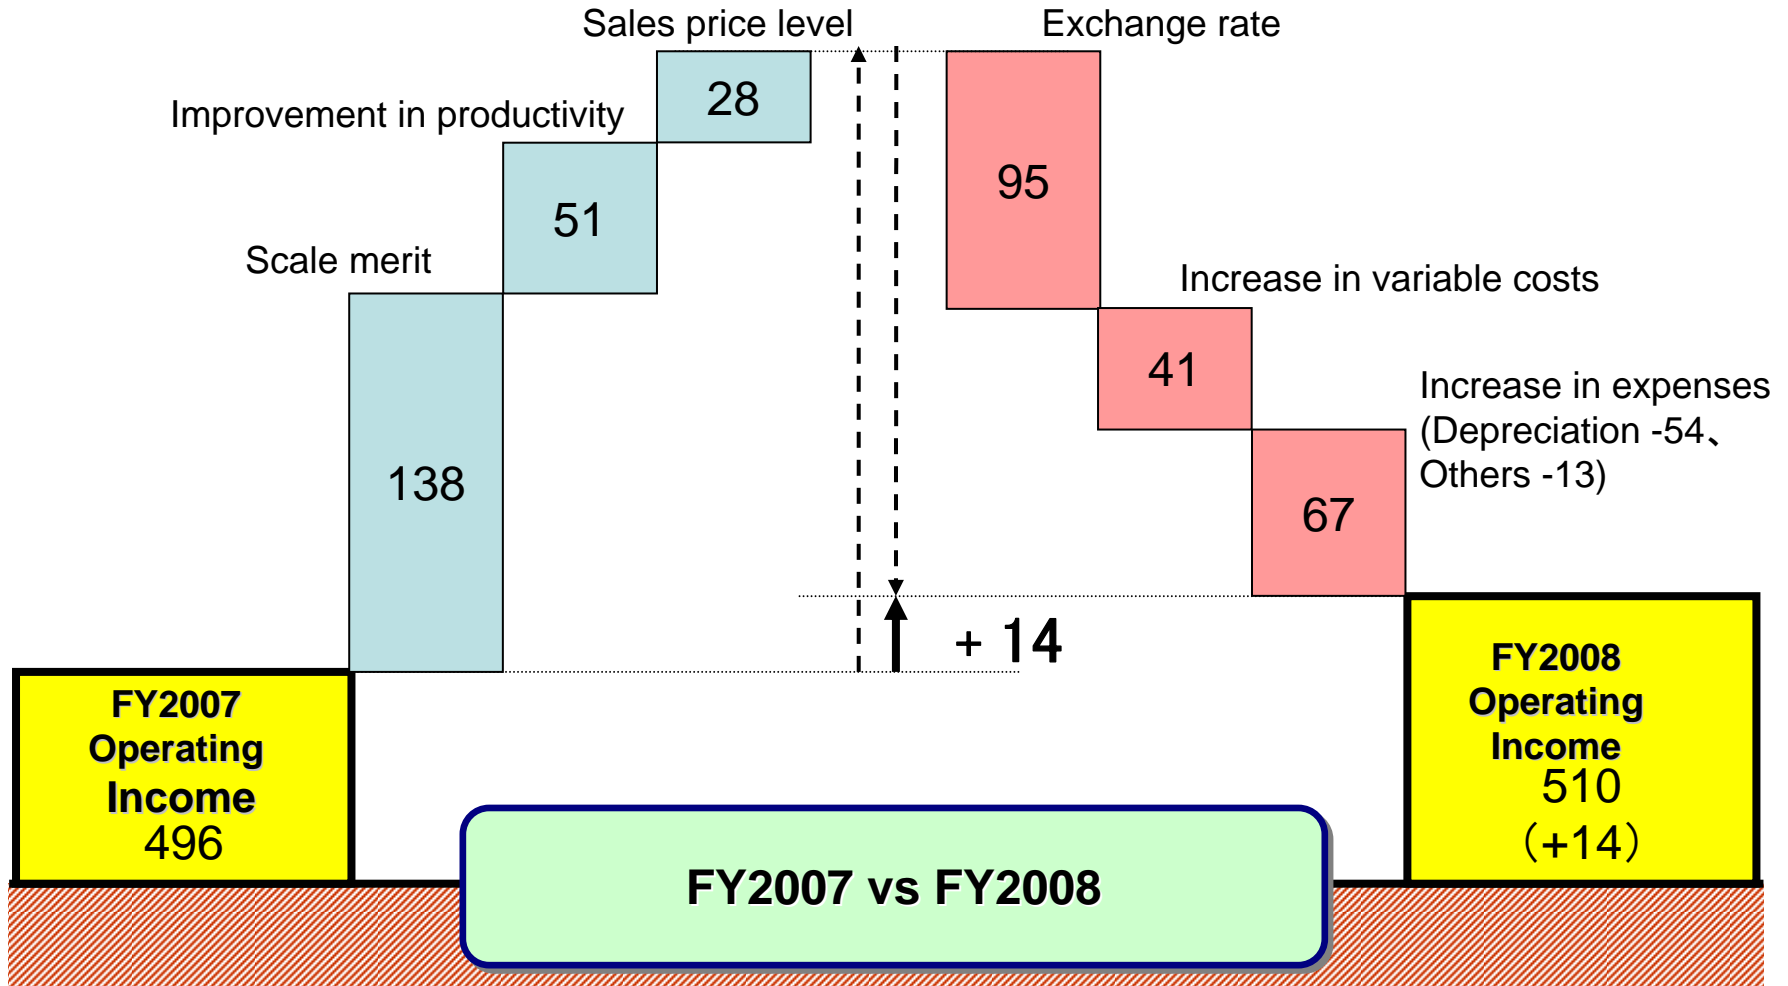 Sales price level
Exchange rate
28
Improvement in productivity
95
51
Scale merit
Increase in variable costs
41
Increase in expenses
(Depreciation -54、
Others -13)
138
67
+ 14
FY2007
Operating
Income
496
FY2008
Operating
Income
510
（+14）
FY2007 vs FY2008